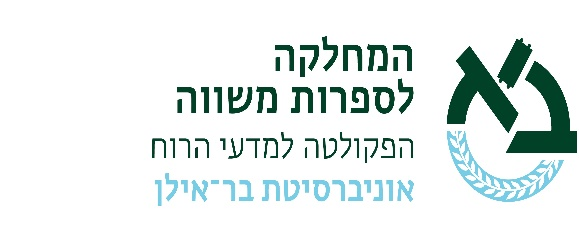 המחלקה
לספרות משווה
הפקולטה למדעי הרוח
אוניברסיטת בר־אילן